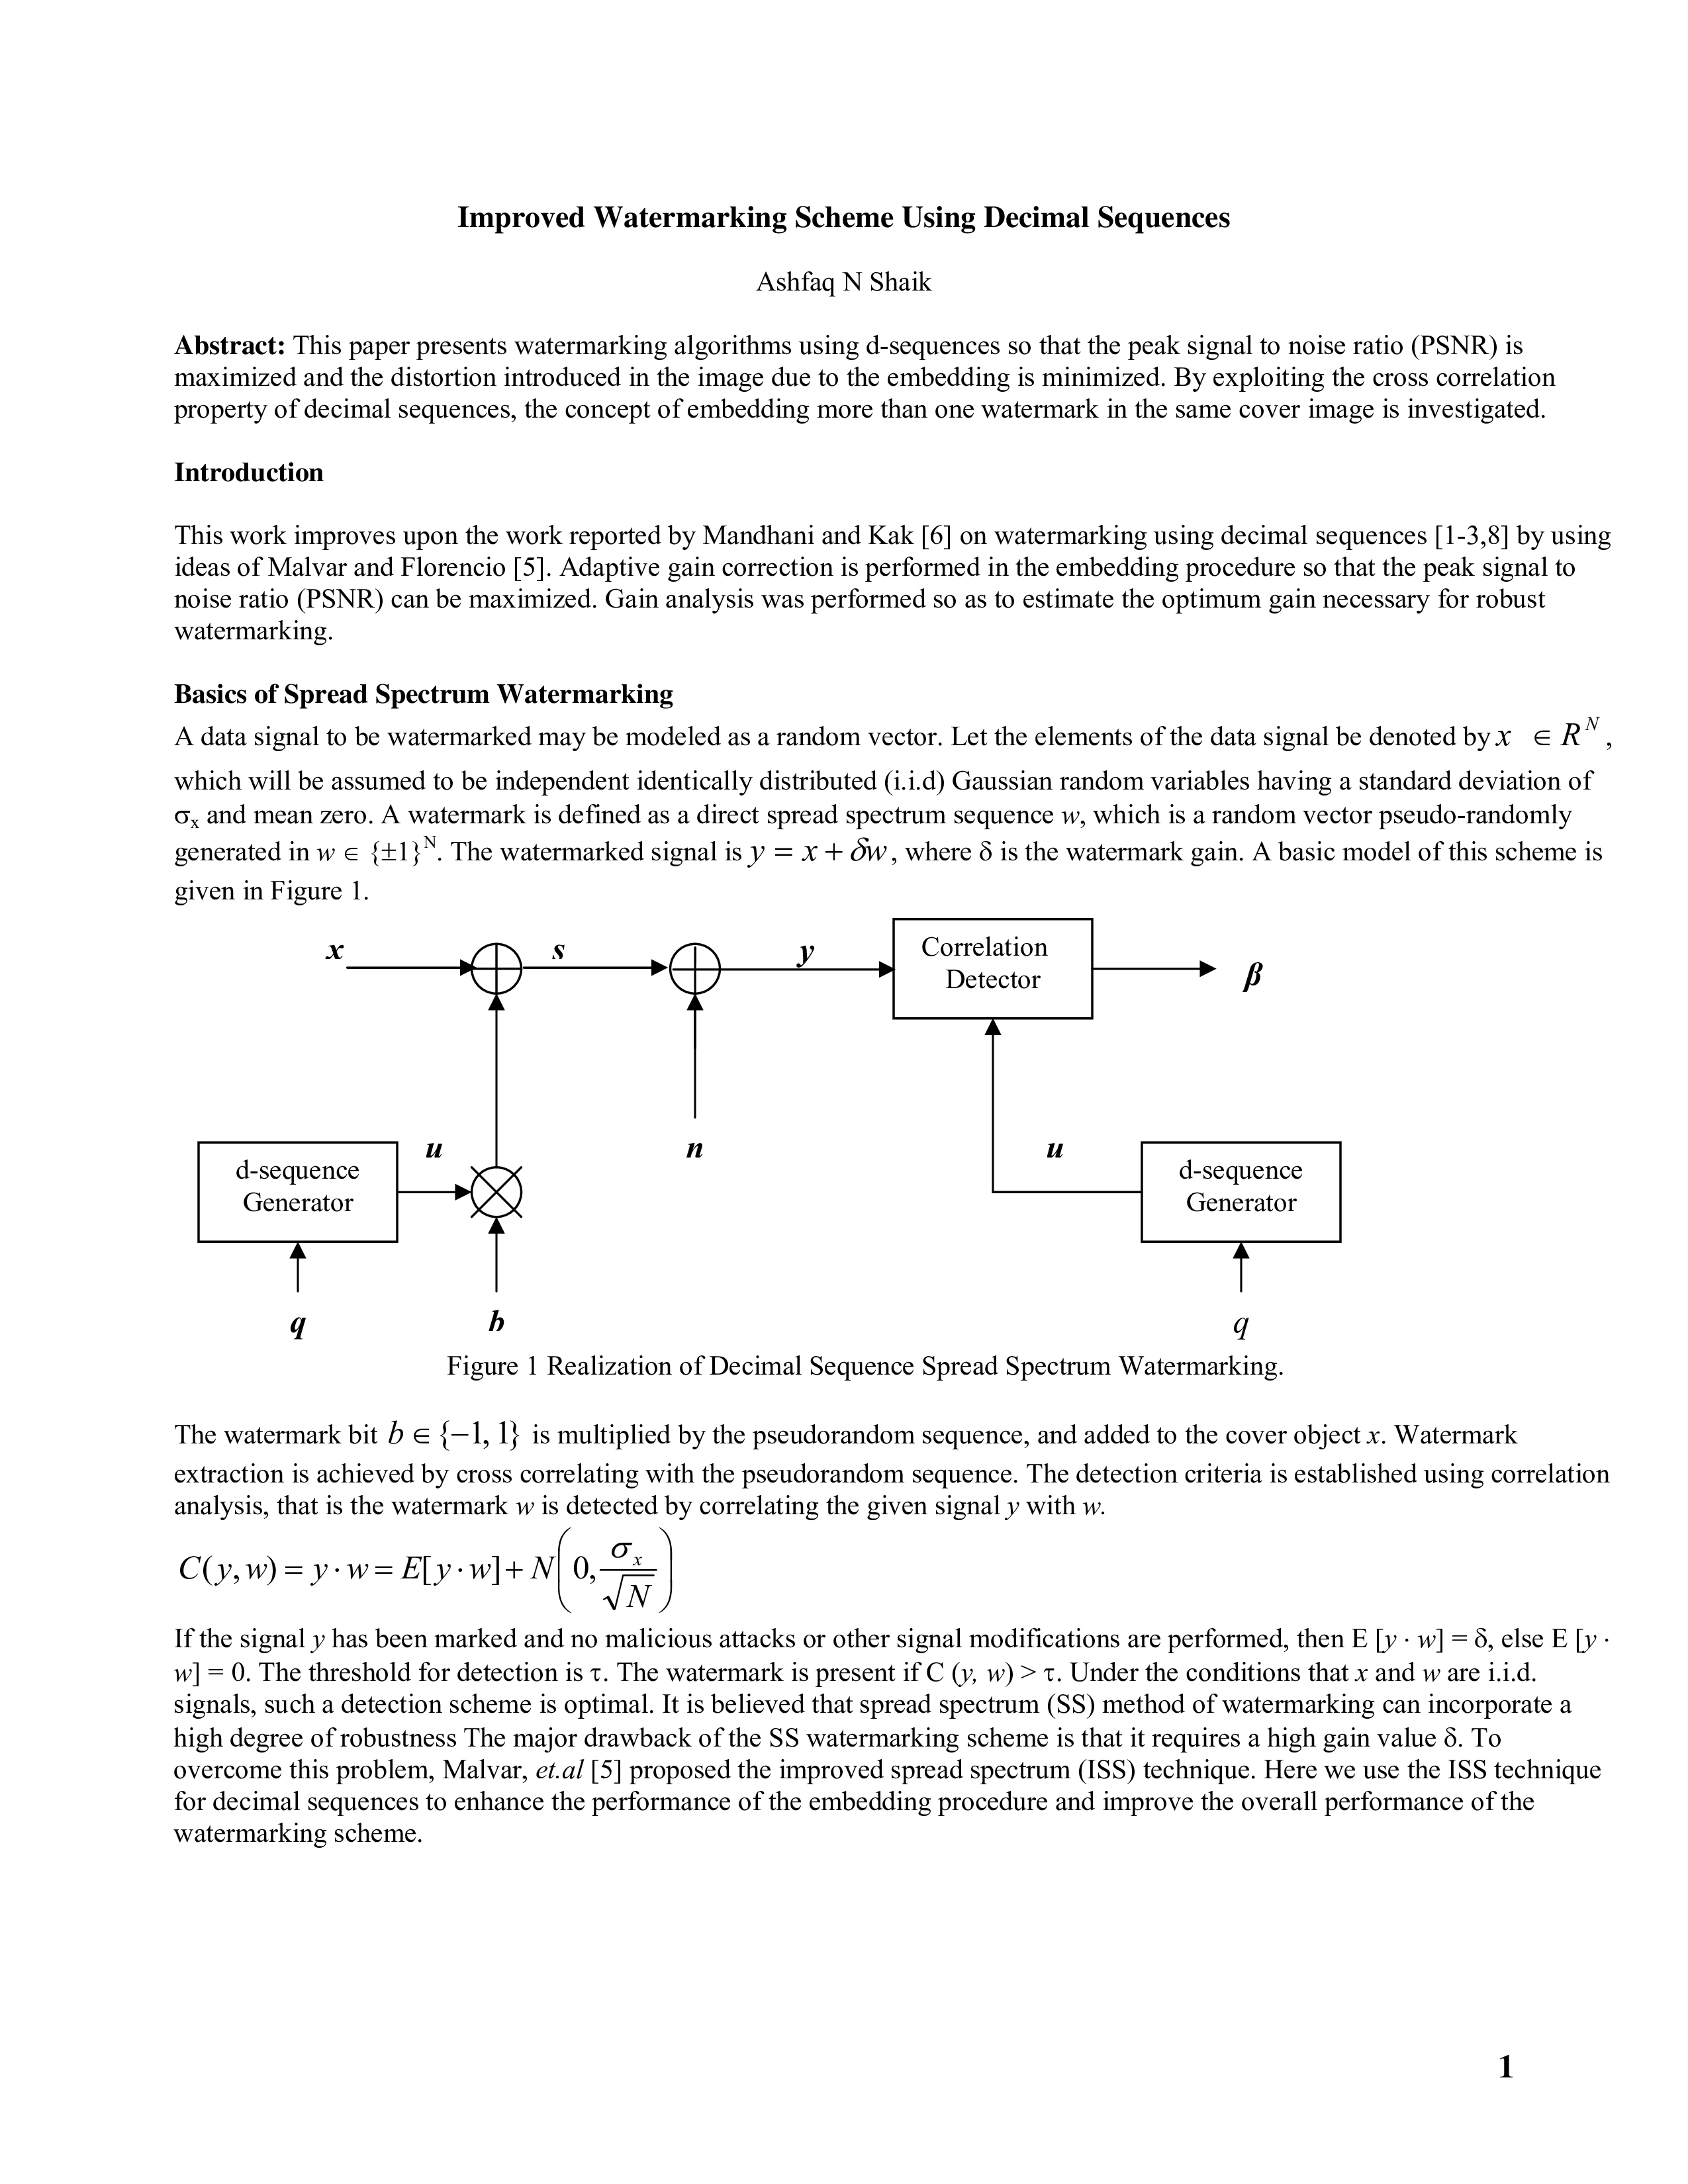 Improved Watermarking Scheme Using Decimal Sequences
Ashfaq N Shaik
Abstract: This paper presents watermarking algorithms using d-sequences so that the peak signal to noise ratio (PSNR) is
maximized and the distortion introduced in the image due to the embedding is minimized. By exploiting the cross correlation
property of decimal sequences, the concept of embedding more than one watermark in the same cover image is investigated.
Introduction
This work improves upon the work reported by Mandhani and Kak [6] on watermarking using decimal sequences [1-3,8] by using
ideas of Malvar and Florencio [5]. Adaptive gain correction is performed in the embedding procedure so that the peak signal to
noise ratio (PSNR) can be maximized. Gain analysis was performed so as to estimate the optimum gain necessary for robust
watermarking.
Basics of Spread Spectrum Watermarking
A data signal to be watermarked may be modeled as a random vector. Let the elements of the data signal be denoted by x ∈ R^N,
which will be assumed to be independent identically distributed (i.i.d) Gaussian random variables having a standard deviation of
σx and mean zero. A watermark is defined as a direct spread spectrum sequence w, which is a random vector pseudo-randomly
generated in w ∈ {±1}^N. The watermarked signal is y = x + δw, where δ is the watermark gain. A basic model of this scheme is
given in Figure 1.
x
s
y
Correlation
Detector
β
d-sequence
Generator
u
n
u
d-sequence
Generator
q
b
q
Figure 1 Realization of Decimal Sequence Spread Spectrum Watermarking.
The watermark bit b ∈ {−1, 1} is multiplied by the pseudorandom sequence, and added to the cover object x. Watermark
extraction is achieved by cross correlating with the pseudorandom sequence. The detection criteria is established using correlation
analysis, that is the watermark w is detected by correlating the given signal y with w.
C(y, w) = y · w = E[y · w] + N(0, σx/√N)
If the signal y has been marked and no malicious attacks or other signal modifications are performed, then E [y · w] = δ, else E [y ·
w] = 0. The threshold for detection is τ. The watermark is present if C (y, w) > τ. Under the conditions that x and w are i.i.d.
signals, such a detection scheme is optimal. It is believed that spread spectrum (SS) method of watermarking can incorporate a
high degree of robustness The major drawback of the SS watermarking scheme is that it requires a high gain value δ. To
overcome this problem, Malvar, et.al [5] proposed the improved spread spectrum (ISS) technique. Here we use the ISS technique
for decimal sequences to enhance the performance of the embedding procedure and improve the overall performance of the
watermarking scheme.
1